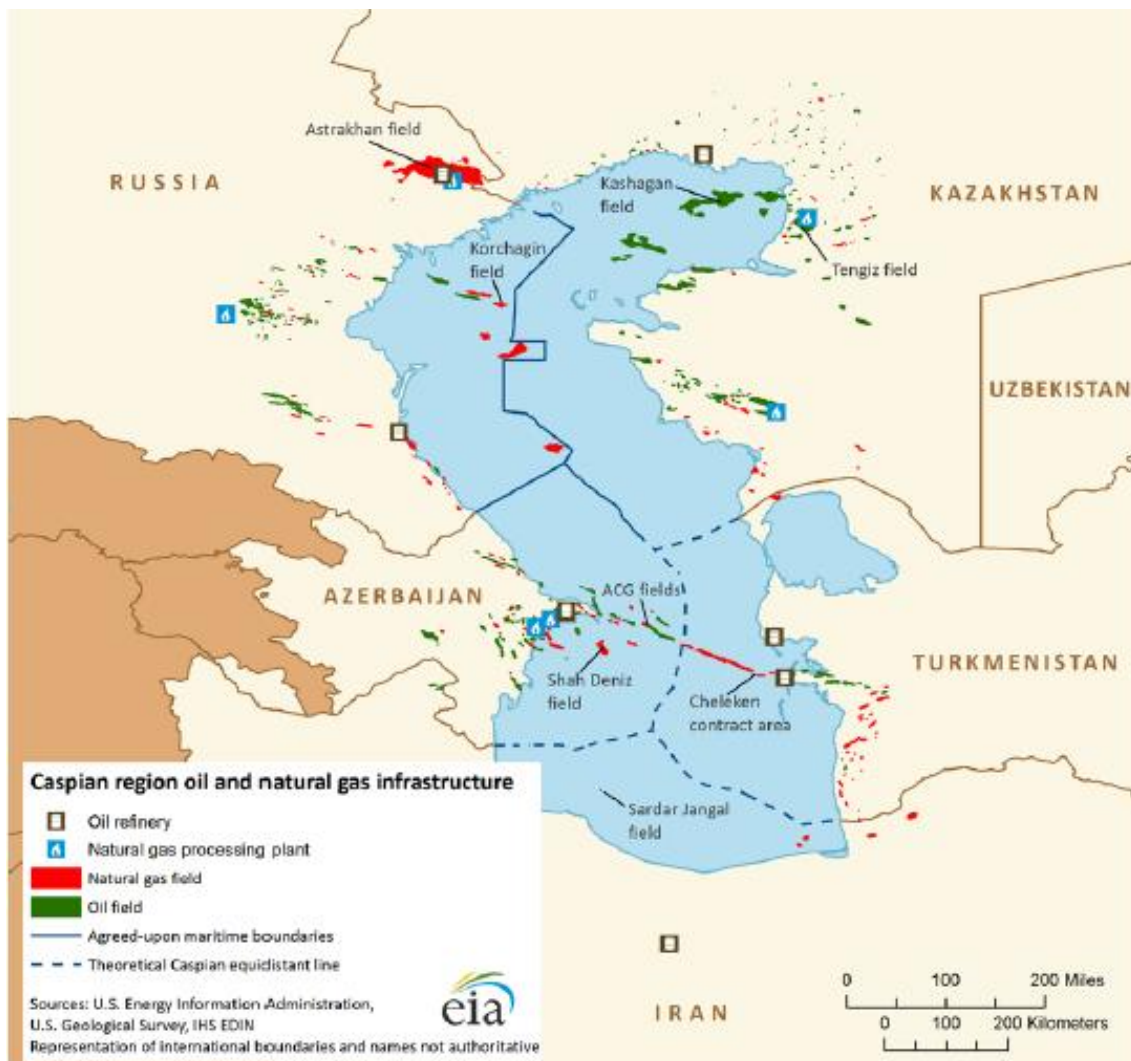 Astrakhan field
RUSSIA
Kashagan
field
KAZAKHSTAN
Korchagin
field
Tengiz field
UZBEKISTAN
AZERBAIJAN
ACG fields
TURKMENISTAN
Shah Deniz
field
Cheleken
contract area
Sardar Jangal
field
IRAN
Caspian region oil and natural gas infrastructure
Oil refinery
Natural gas processing plant
Natural gas field
Oil field
Agreed-upon maritime boundaries
Theoretical Caspian equidistant line
Sources: U.S. Energy Information Administration,
U.S. Geological Survey, IHS EDIN
Representation of international boundaries and names not authoritative
eia
0 100 200 Miles
0 100 200 Kilometers